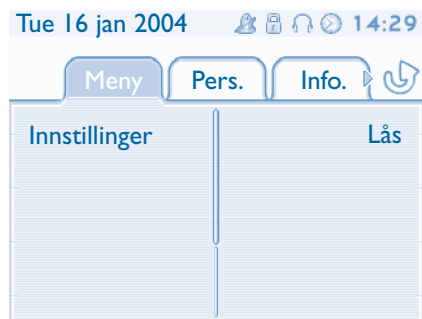 Tue 16 jan 2004 14:29
Meny Pers. Info.
Innstillinger Lås